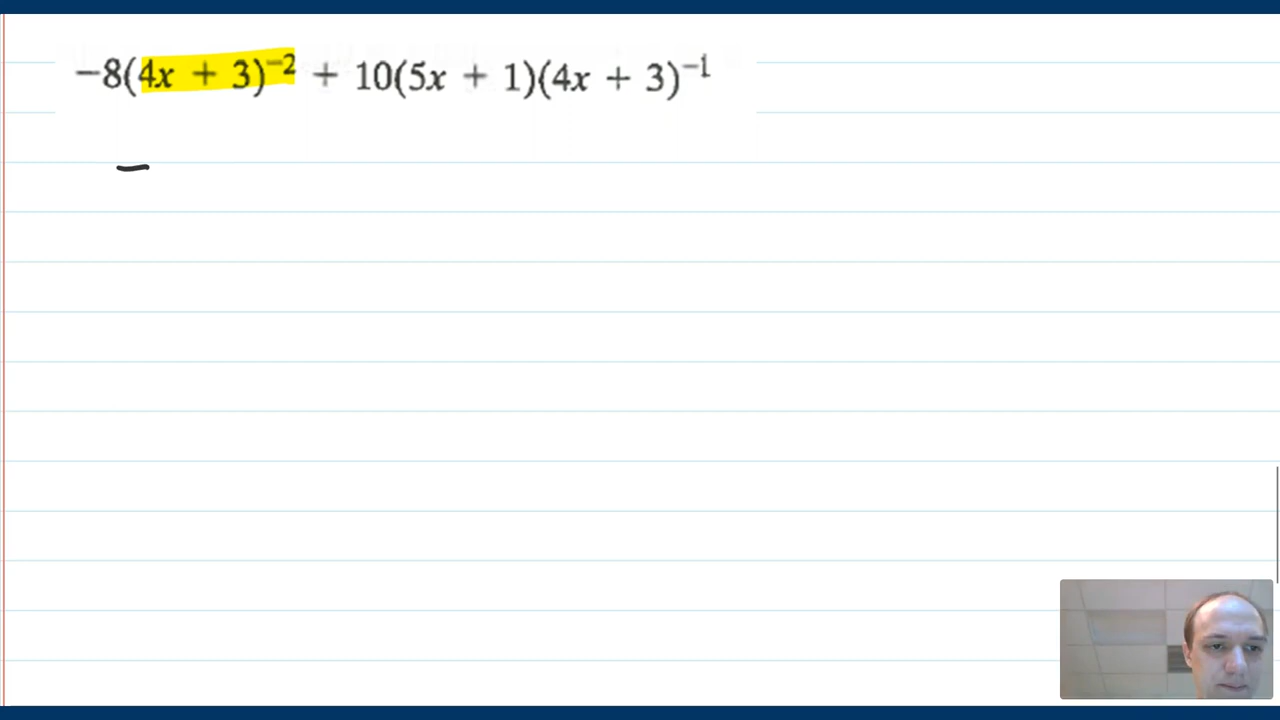 −8(4x + 3)⁻² + 10(5x + 1)(4x + 3)⁻¹
–